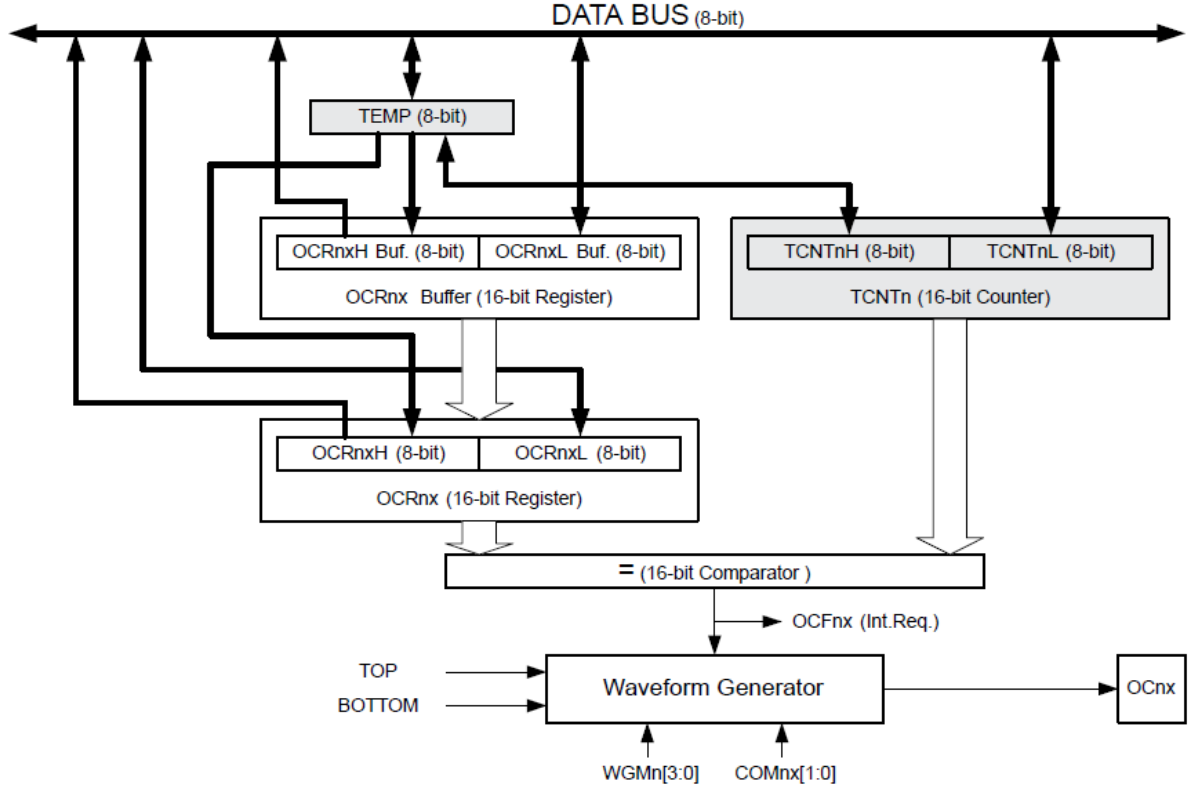 DATA BUS (8-bit)
TEMP (8-bit)
OCRnxH Buf. (8-bit)
OCRnxL Buf. (8-bit)
TCNTnH (8-bit)
TCNTnL (8-bit)
OCRnx Buffer (16-bit Register)
TCNTn (16-bit Counter)
OCRnxH (8-bit)
OCRnxL (8-bit)
OCRnx (16-bit Register)
= (16-bit Comparator )
OCFnx (Int.Req.)
TOP
BOTTOM
Waveform Generator
OCnx
WGMn[3:0]
COMnx[1:0]